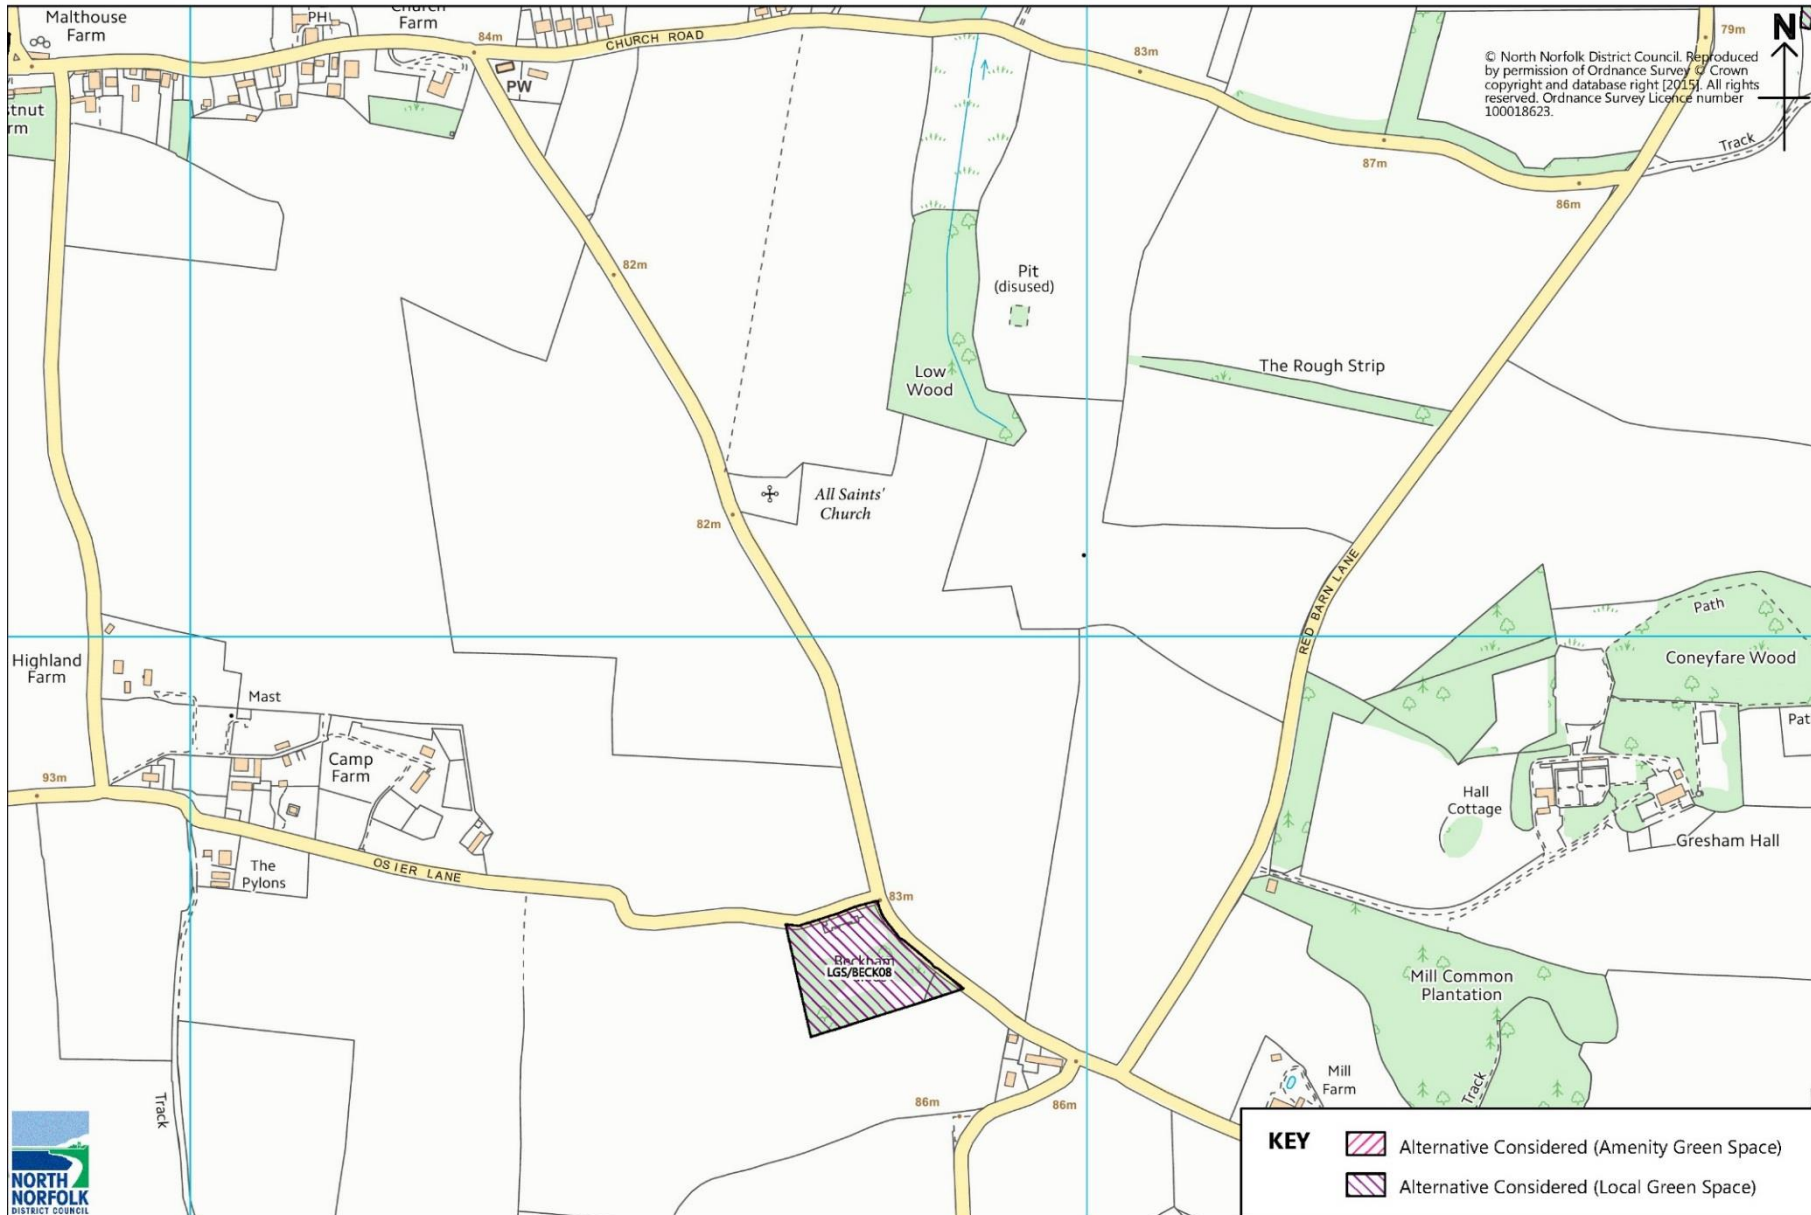 Malthouse
Farm
PH
Church
Farm
84m
CHURCH ROAD
83m
79m
N
© North Norfolk District Council. Reproduced
by permission of Ordnance Survey © Crown
copyright and database right [2015]. All rights
reserved. Ordnance Survey Licence number
100018623.
PW
stnut
rm
87m
Track
86m
82m
Pit
(disused)
Low
Wood
The Rough Strip
All Saints'
Church
82m
RED BARN LANE
Path
Coneyfare Wood
Highland
Farm
Mast
Pat
Camp
Farm
93m
Hall
Cottage
Gresham Hall
The
Pylons
OSIER LANE
83m
Beckham
LGS/BECK08
Mill Common
Plantation
Mill
Farm
Track
Track
86m
86m
KEY
Alternative Considered (Amenity Green Space)
Alternative Considered (Local Green Space)
NORTH
NORFOLK
DISTRICT COUNCIL